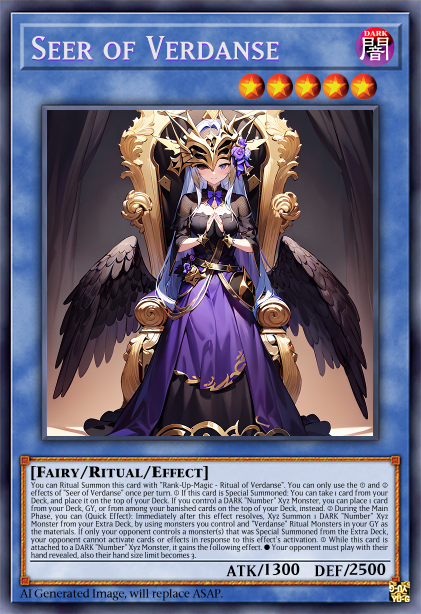 Seer of Verdanse
DARK
闇
[Fairy/Ritual/Effect]
You can Ritual Summon this card with "Rank-Up-Magic - Ritual of Verdanse". You can only use the ① and ②
effects of "Seer of Verdanse" once per turn. ① If this card is Special Summoned: You can take 1 card from your
Deck, and place it on the top of your Deck. If you control a DARK "Number" Xyz Monster, you can place 1 card
from your Deck, GY, or from among your banished cards on the top of your Deck, instead. ② During the Main
Phase, you can (Quick Effect): Immediately after this effect resolves, Xyz Summon 1 DARK "Number" Xyz
Monster from your Extra Deck, by using monsters you control and "Verdanse" Ritual Monsters in your GY as
the materials. If only your opponent controls a monster(s) that was Special Summoned from the Extra Deck,
your opponent cannot activate cards or effects in response to this effect's activation. ③ While this card is
attached to a DARK "Number" Xyz Monster, it gains the following effect. ● Your opponent must play with their
hand revealed, also their hand size limit becomes 3.
ATK/1300 DEF/2500
AI Generated Image, will replace ASAP.